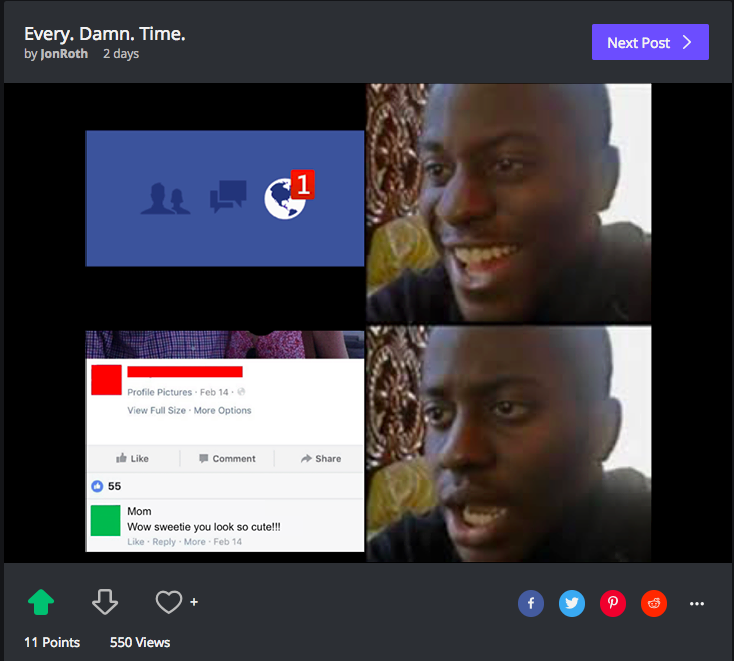 Every. Damn. Time.
by JonRoth 2 days
Next Post
1
Profile Pictures · Feb 14 ·
View Full Size · More Options
Like Comment Share
55
Mom
Wow sweetie you look so cute!!!
Like · Reply · More · Feb 14
+
11 Points 550 Views